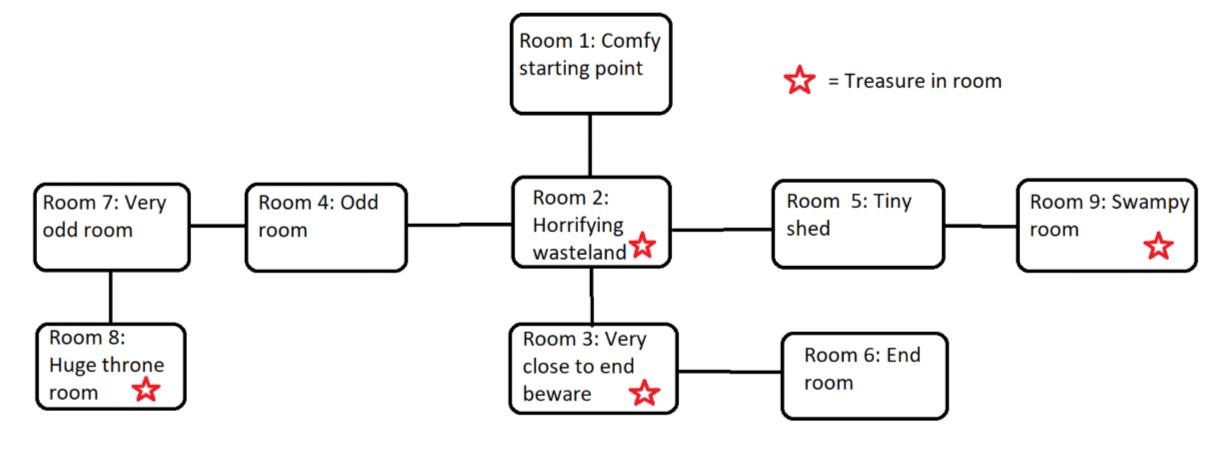 Room 1: Comfy
starting point
= Treasure in room
Room 7: Very
odd room
Room 4: Odd
room
Room 2:
Horrifying
wasteland
Room 5: Tiny
shed
Room 9: Swampy
room
Room 8:
Huge throne
room
Room 3: Very
close to end
beware
Room 6: End
room